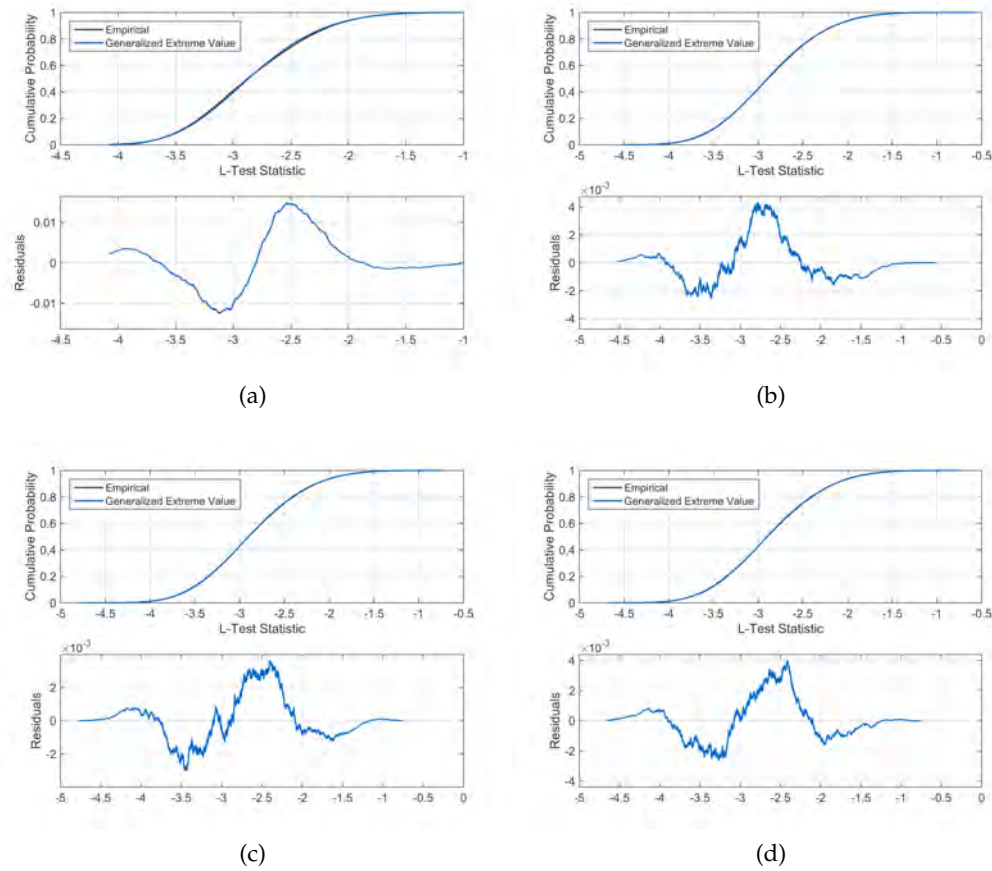 Cumulative Probability
1
0.8
0.6
0.4
0.2
0
Empirical
Generalized Extreme Value
-4.5 -4 -3.5 -3 -2.5 -2 -1.5 -1
L-Test Statistic
Residuals
0.01
0
-0.01
-4.5 -4 -3.5 -3 -2.5 -2 -1.5 -1
(a)
Cumulative Probability
1
0.8
0.6
0.4
0.2
0
Empirical
Generalized Extreme Value
-5 -4.5 -4 -3.5 -3 -2.5 -2 -1.5 -1 -0.5
L-Test Statistic
×10⁻³
Residuals
4
2
0
-2
-4
-5 -4.5 -4 -3.5 -3 -2.5 -2 -1.5 -1 -0.5 0
(b)
Cumulative Probability
1
0.8
0.6
0.4
0.2
0
Empirical
Generalized Extreme Value
-5 -4.5 -4 -3.5 -3 -2.5 -2 -1.5 -1 -0.5
L-Test Statistic
×10⁻³
Residuals
2
0
-2
-5 -4.5 -4 -3.5 -3 -2.5 -2 -1.5 -1 -0.5 0
(c)
Cumulative Probability
1
0.8
0.6
0.4
0.2
0
Empirical
Generalized Extreme Value
-5 -4.5 -4 -3.5 -3 -2.5 -2 -1.5 -1 -0.5
L-Test Statistic
×10⁻³
Residuals
4
2
0
-2
-4
-5 -4.5 -4 -3.5 -3 -2.5 -2 -1.5 -1 -0.5 0
(d)